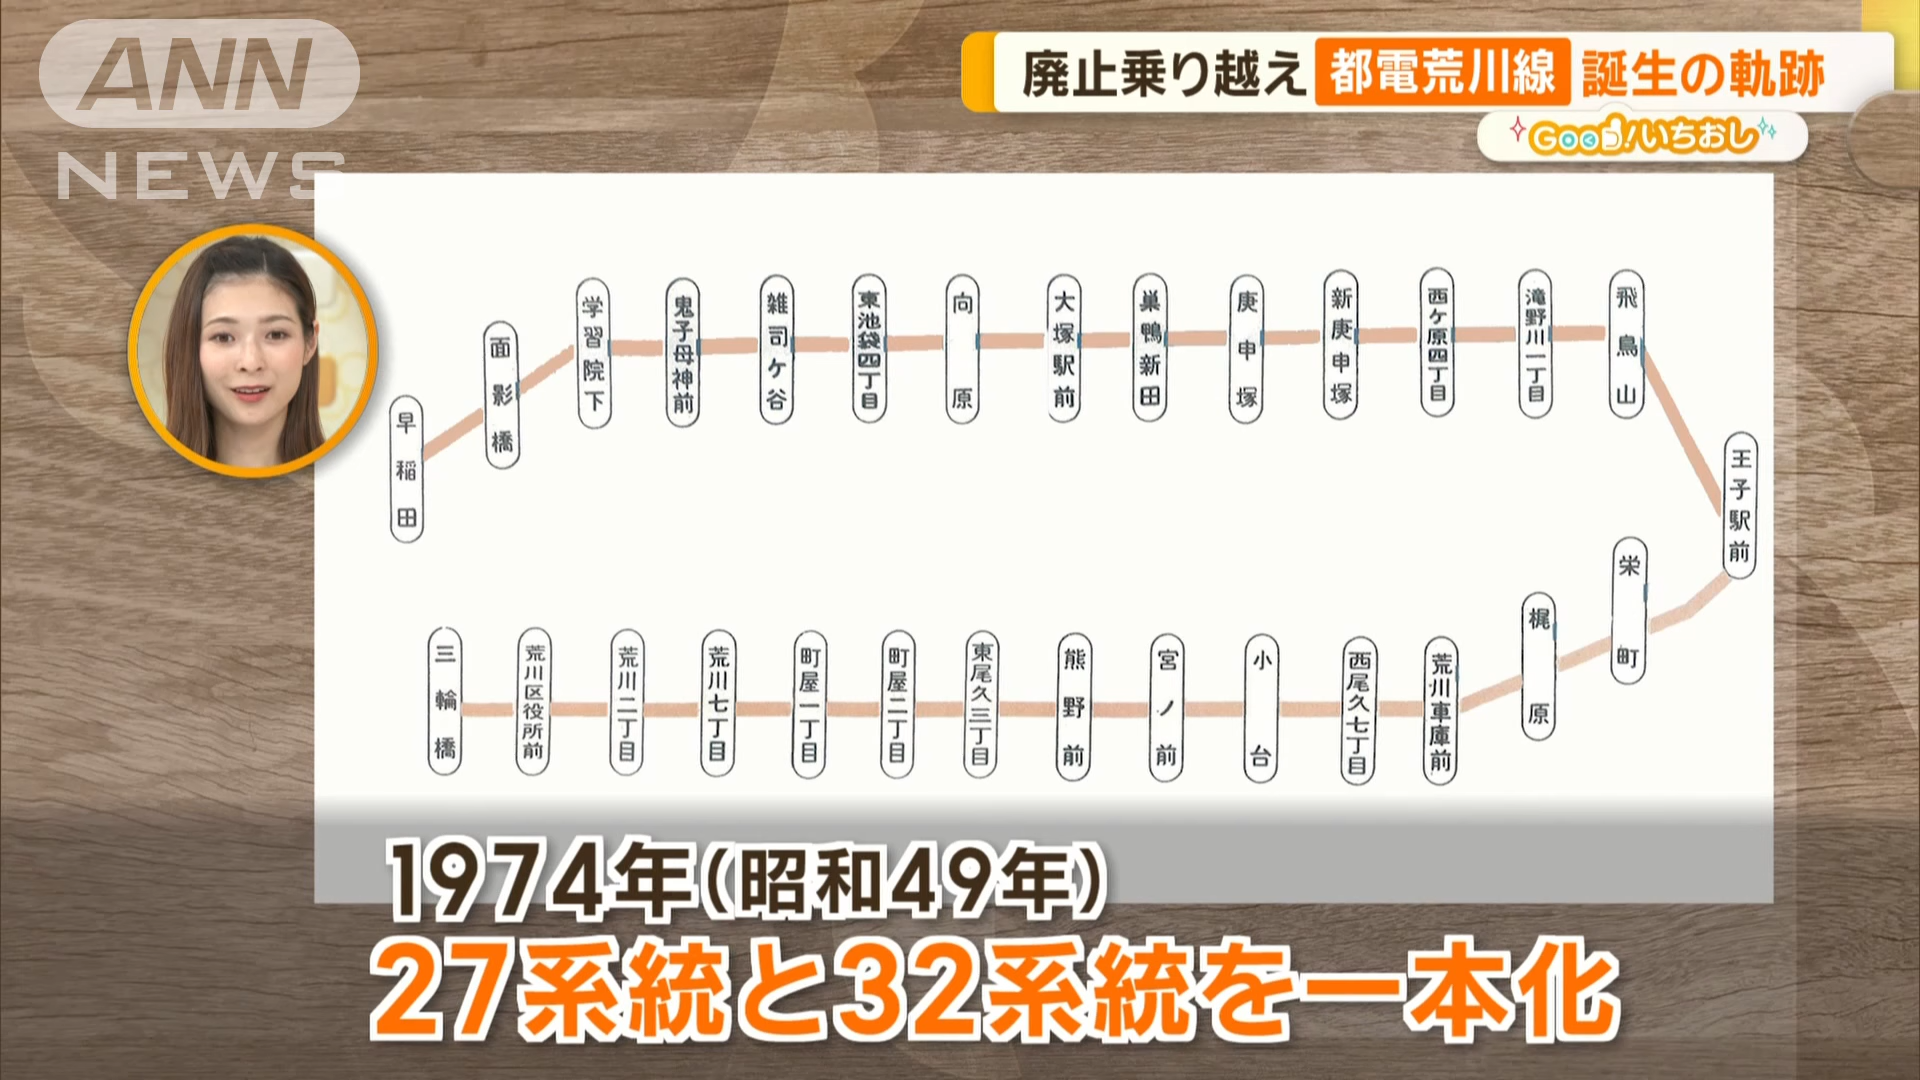 ANN
NEWS
廃止乗り越え 都電荒川線 誕生の軌跡
Good!いちおし
早稲田
面影橋
学習院下
鬼子母神前
雑司ケ谷
東池袋四丁目
向原
大塚駅前
巣鴨新田
庚申塚
新庚申塚
西ケ原四丁目
滝野川一丁目
飛鳥山
王子駅前
栄町
梶原
荒川車庫前
西尾久七丁目
小台
宮ノ前
熊野前
東尾久三丁目
町屋二丁目
町屋一丁目
荒川七丁目
荒川二丁目
荒川区役所前
三輪橋
1974年(昭和49年)
27系統と32系統を一本化